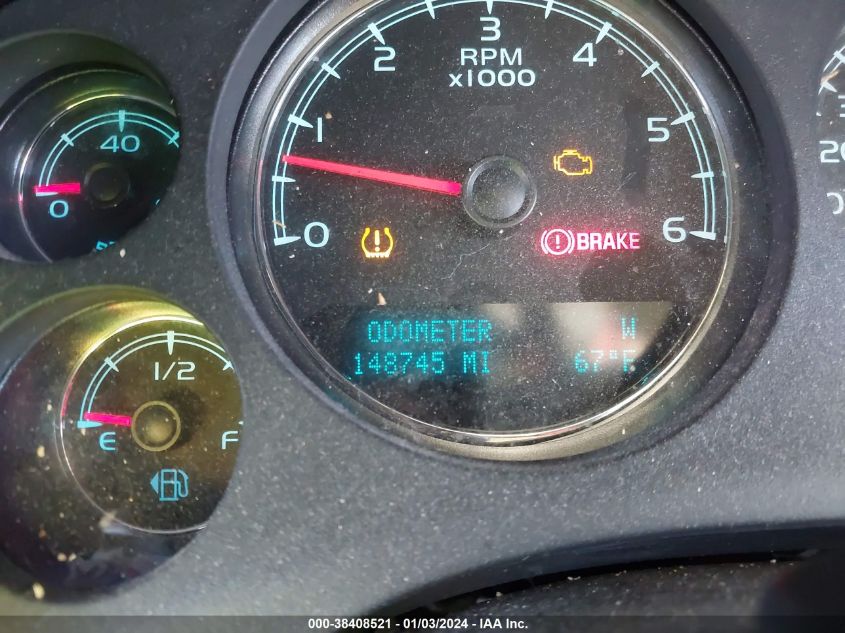 3
2
4
RPM
x1000
40
1
5
0
0
6
BRAKE
ODOMETER W
148745 MI 67°F
1/2
E
F
000-38408521 - 01/03/2024 - IAA Inc.